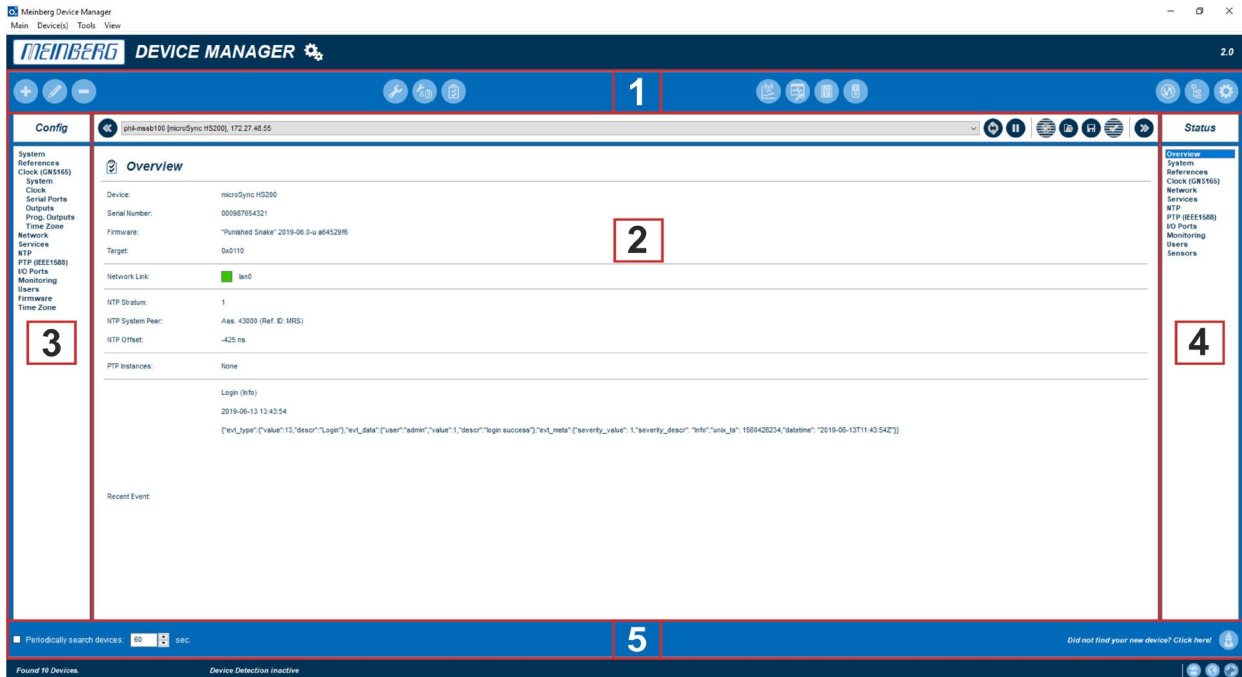 Meinberg Device Manager
Main Device(s) Tools View
MEINBERG DEVICE MANAGER 2.0
1
Config
phil-mssb100 [microSync HS200], 172.27.48.55
Status
System
References
Clock (GNS165)
System
Clock
Serial Ports
Outputs
Prog. Outputs
Time Zone
Network
Services
NTP
PTP (IEEE1588)
I/O Ports
Monitoring
Users
Firmware
Time Zone
3
Overview
Device: microSync HS200
Serial Number: 000987654321
Firmware: "Punished Snake" 2019-06.0-u a64529f6
Target: 0x0110
2
Network Link: lan0
NTP Stratum: 1
NTP System Peer: Ass. 43000 (Ref. ID: MRS)
NTP Offset: -425 ns
PTP Instances: None
Login (Info)
2019-06-13 13:43:54
{"evt_type":{"value":13,"descr":"Login"},"evt_data":{"user":"admin","value":1,"descr":"login success"},"evt_meta":{"severity_value": 1,"severity_descr": "Info","unix_ts": 1560426234,"datetime": "2019-06-13T11:43:54Z"}}
Recent Event:
Overview
System
References
Clock (GNS165)
Network
Services
NTP
PTP (IEEE1588)
I/O Ports
Monitoring
Users
Sensors
4
Periodically search devices: 60 sec.
5
Did not find your new device? Click here!
Found 10 Devices.
Device Detection inactive